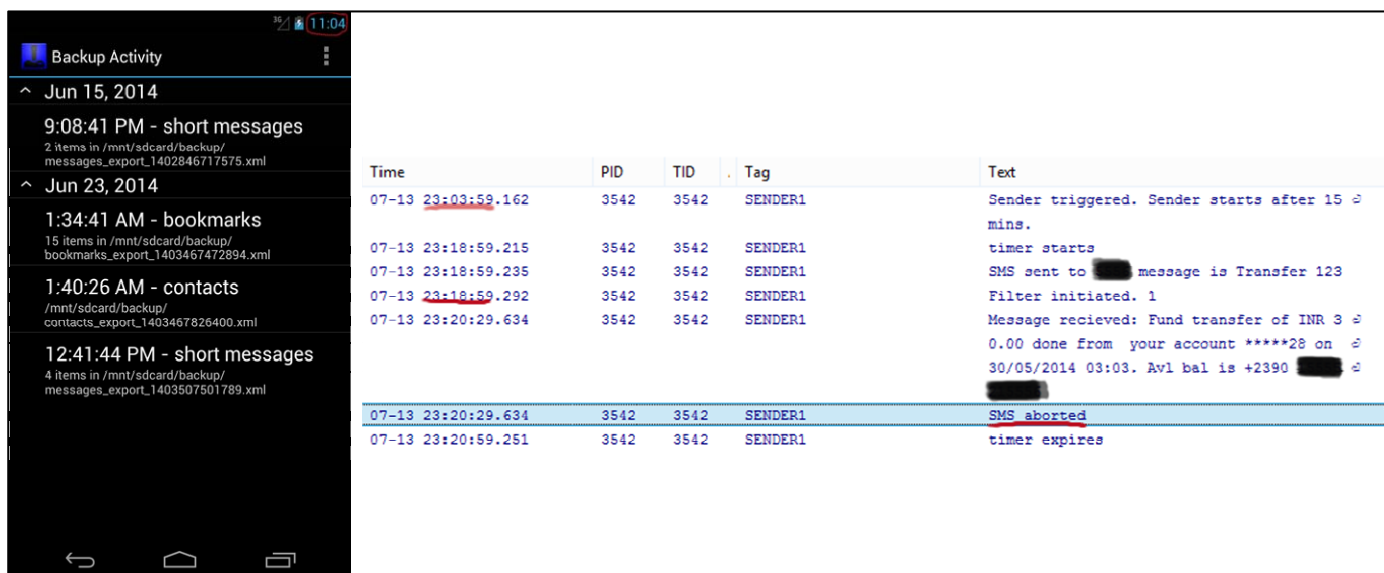 3G 11:04
Backup Activity
Jun 15, 2014
9:08:41 PM - short messages
2 items in /mnt/sdcard/backup/
messages_export_1402846717575.xml
Jun 23, 2014
1:34:41 AM - bookmarks
15 items in /mnt/sdcard/backup/
bookmarks_export_1403467472894.xml
1:40:26 AM - contacts
/mnt/sdcard/backup/
contacts_export_1403467826400.xml
12:41:44 PM - short messages
4 items in /mnt/sdcard/backup/
messages_export_1403507501789.xml
Time PID TID . Tag Text
07-13 23:03:59.162 3542 3542 SENDER1 Sender triggered. Sender starts after 15
mins.
07-13 23:18:59.215 3542 3542 SENDER1 timer starts
07-13 23:18:59.235 3542 3542 SENDER1 SMS sent to message is Transfer 123
07-13 23:18:59.292 3542 3542 SENDER1 Filter initiated. 1
07-13 23:20:29.634 3542 3542 SENDER1 Message recieved: Fund transfer of INR 3
0.00 done from your account *****28 on
30/05/2014 03:03. Avl bal is +2390
07-13 23:20:29.634 3542 3542 SENDER1 SMS aborted
07-13 23:20:59.251 3542 3542 SENDER1 timer expires